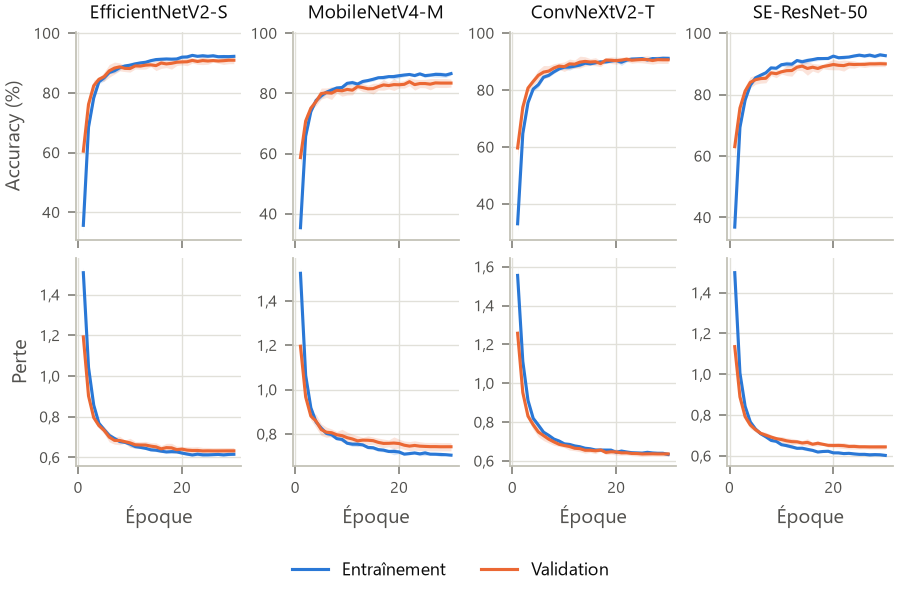 EfficientNetV2-S MobileNetV4-M ConvNeXtV2-T SE-ResNet-50
Accuracy (%)
100 100 100 100
80 80 80 80
60 60 60 60
40 40 40 40
0 20 0 20 0 20 0 20
Perte
1,4 1,4 1,6 1,4
1,2 1,2 1,4 1,2
1,0 1,0 1,2 1,0
0,8 0,8 1,0 0,8
0,6 0,8 0,6
0,6
Époque Époque Époque Époque
Entraînement Validation